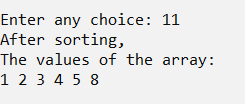 Enter any choice: 11
After sorting,
The values of the array:
1 2 3 4 5 8